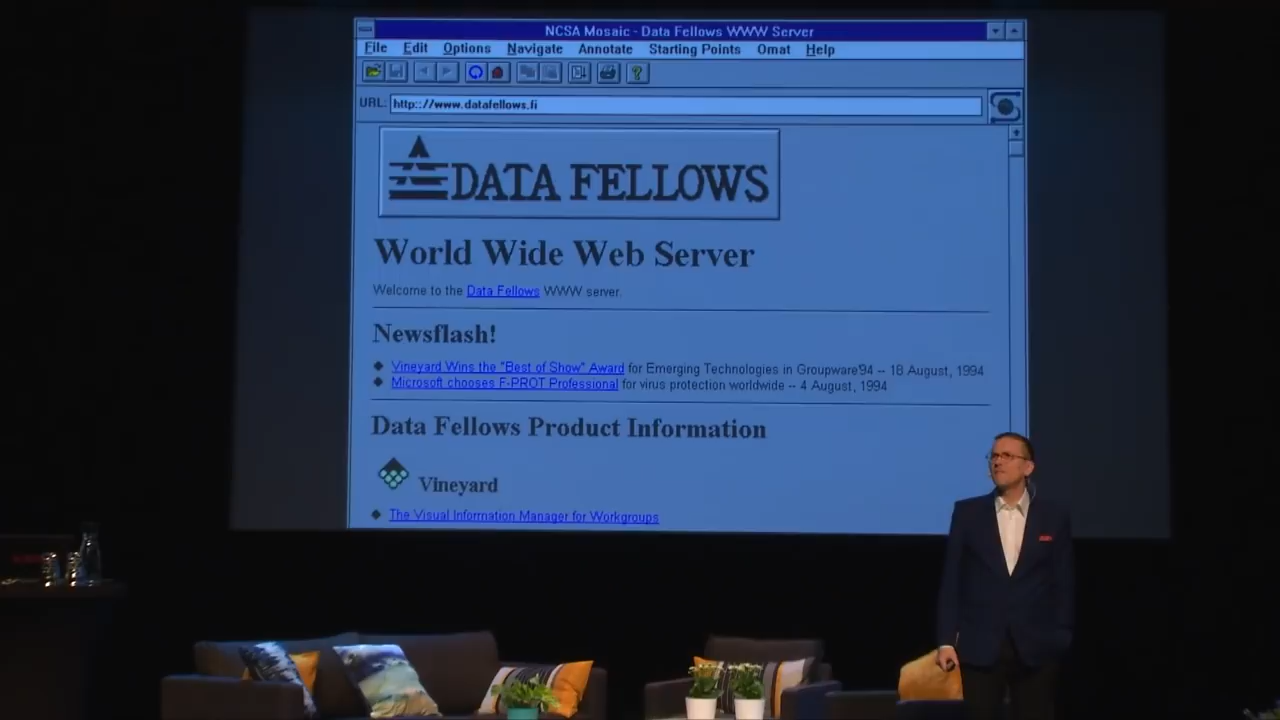 NCSA Mosaic - Data Fellows WWW Server
File Edit Options Navigate Annotate Starting Points Omat Help
URL: http:://www.datafellows.fi
DATA FELLOWS
World Wide Web Server
Welcome to the Data Fellows WWW server.
Newsflash!
Vineyard Wins the "Best of Show" Award for Emerging Technologies in Groupware'94 -- 18 August, 1994
Microsoft chooses F-PROT Professional for virus protection worldwide -- 4 August, 1994
Data Fellows Product Information
Vineyard
The Visual Information Manager for Workgroups